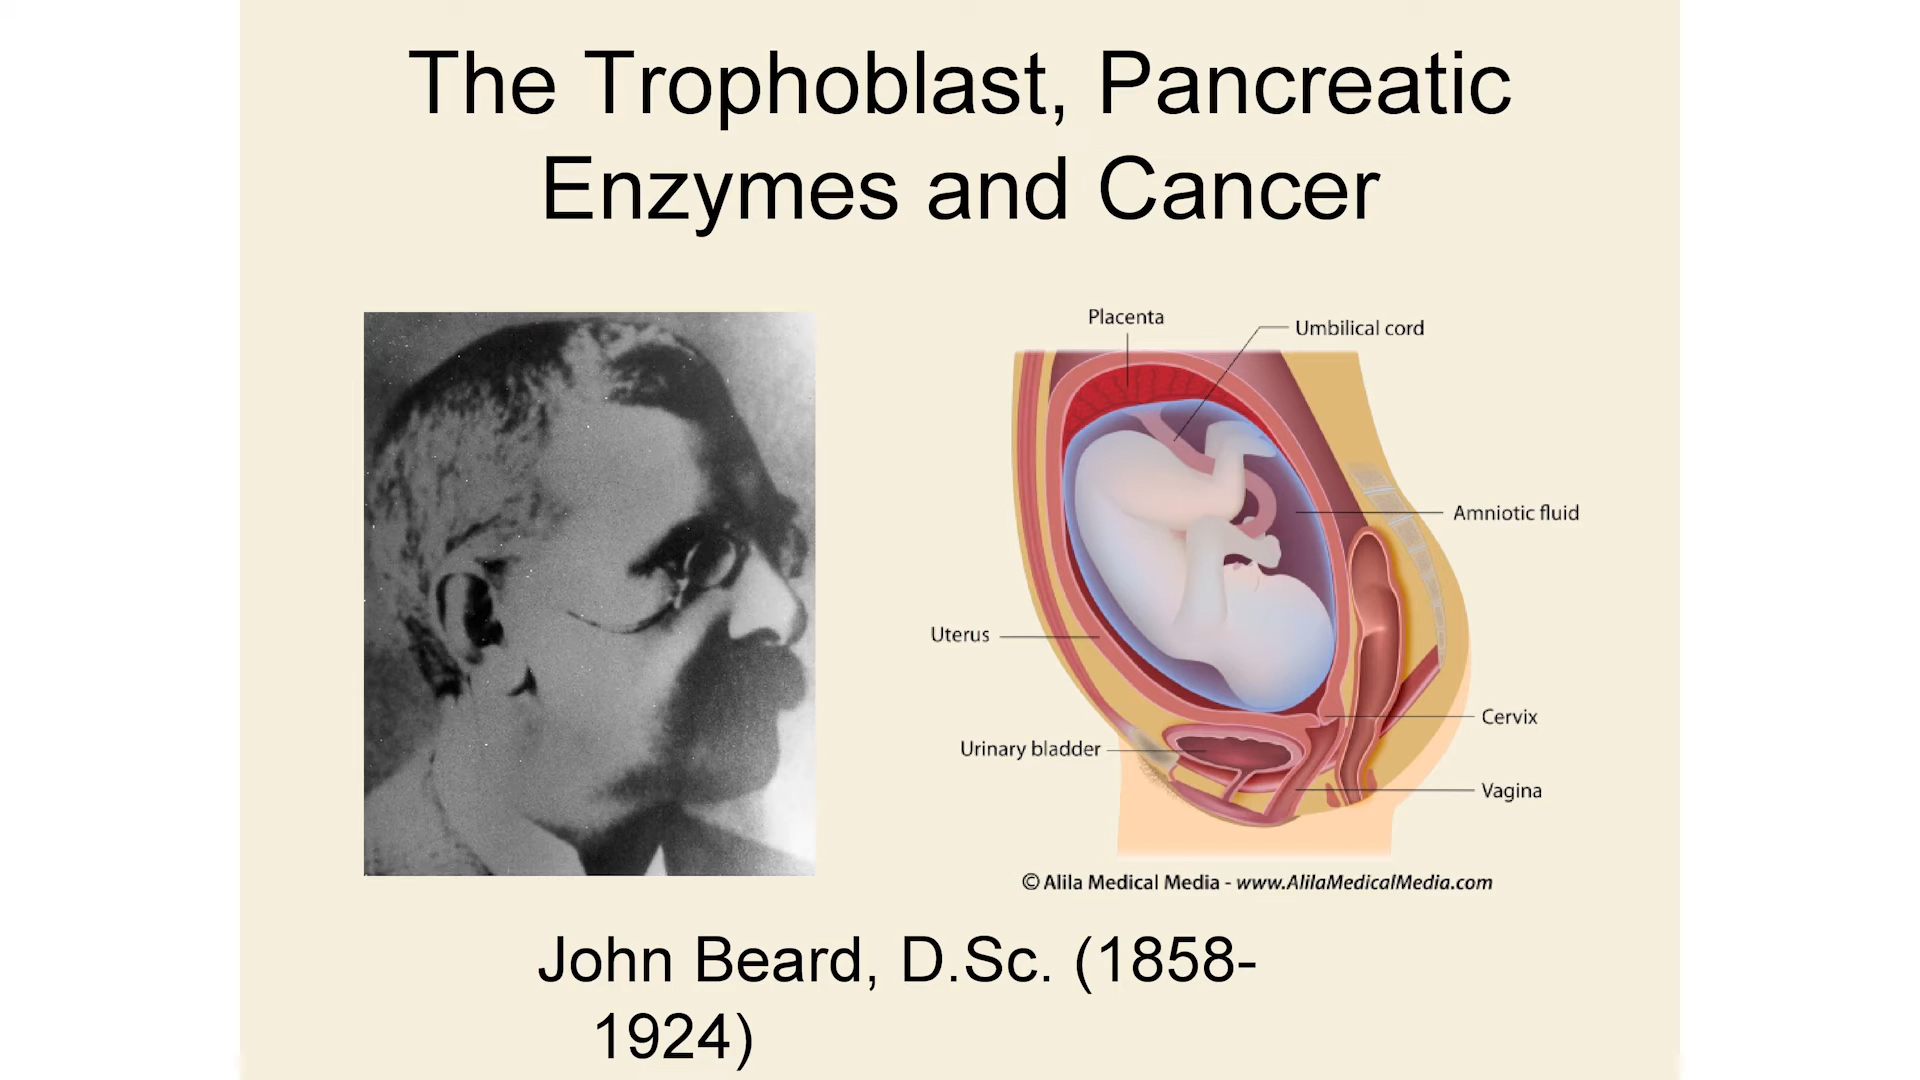 The Trophoblast, Pancreatic
Enzymes and Cancer
Placenta
Umbilical cord
Amniotic fluid
Uterus
Cervix
Urinary bladder
Vagina
© Alila Medical Media - www.AlilaMedicalMedia.com
John Beard, D.Sc. (1858-
1924)